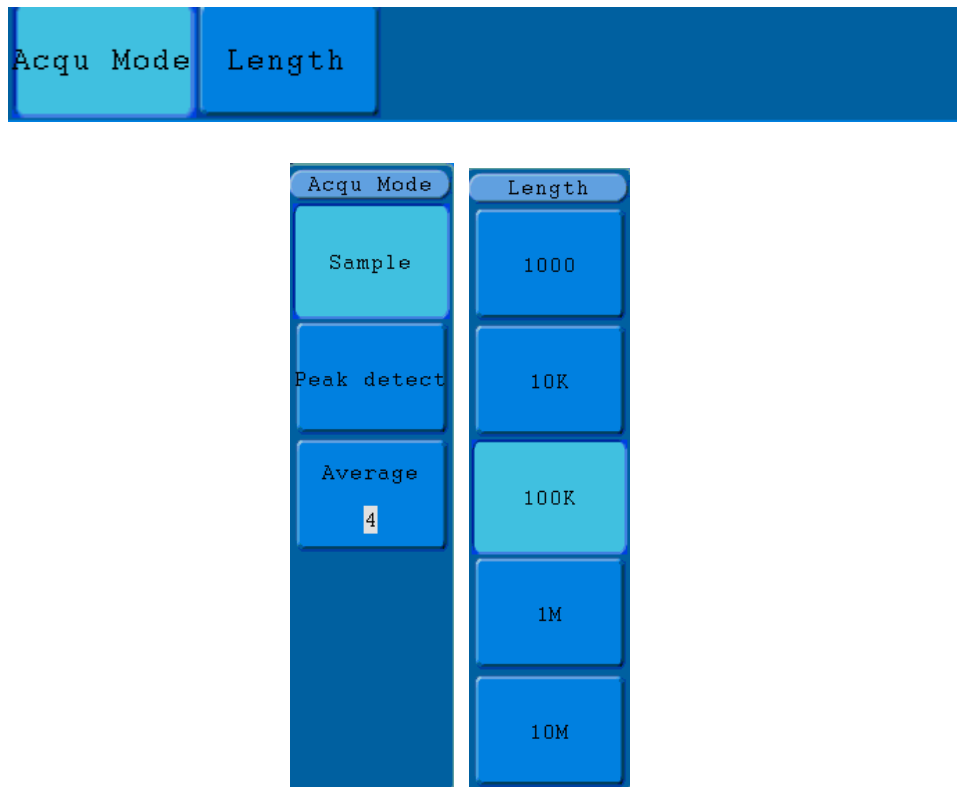 Acqu Mode
Length
Acqu Mode
Sample
Peak detect
Average
4
Length
1000
10K
100K
1M
10M